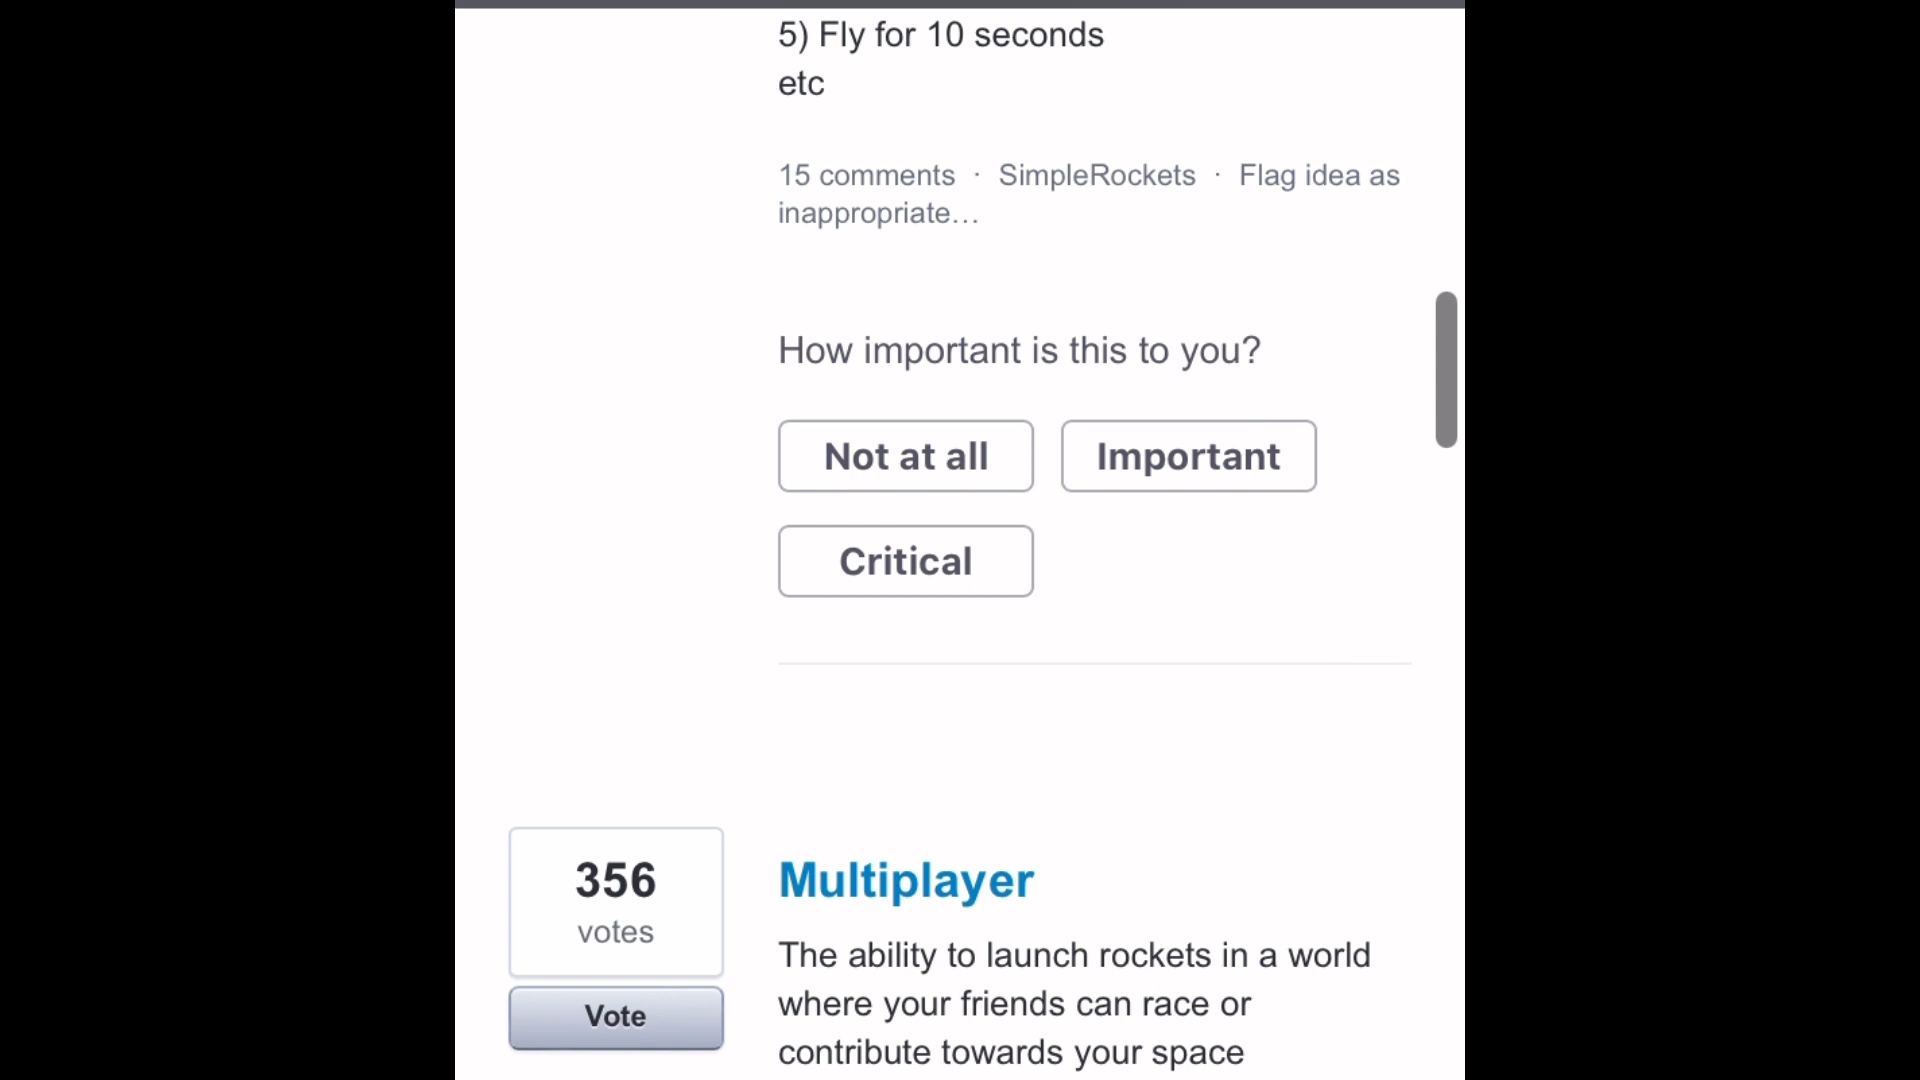 5) Fly for 10 seconds
etc
15 comments · SimpleRockets · Flag idea as
inappropriate…
How important is this to you?
Not at all
Important
Critical
356
votes
Vote
Multiplayer
The ability to launch rockets in a world
where your friends can race or
contribute towards your space